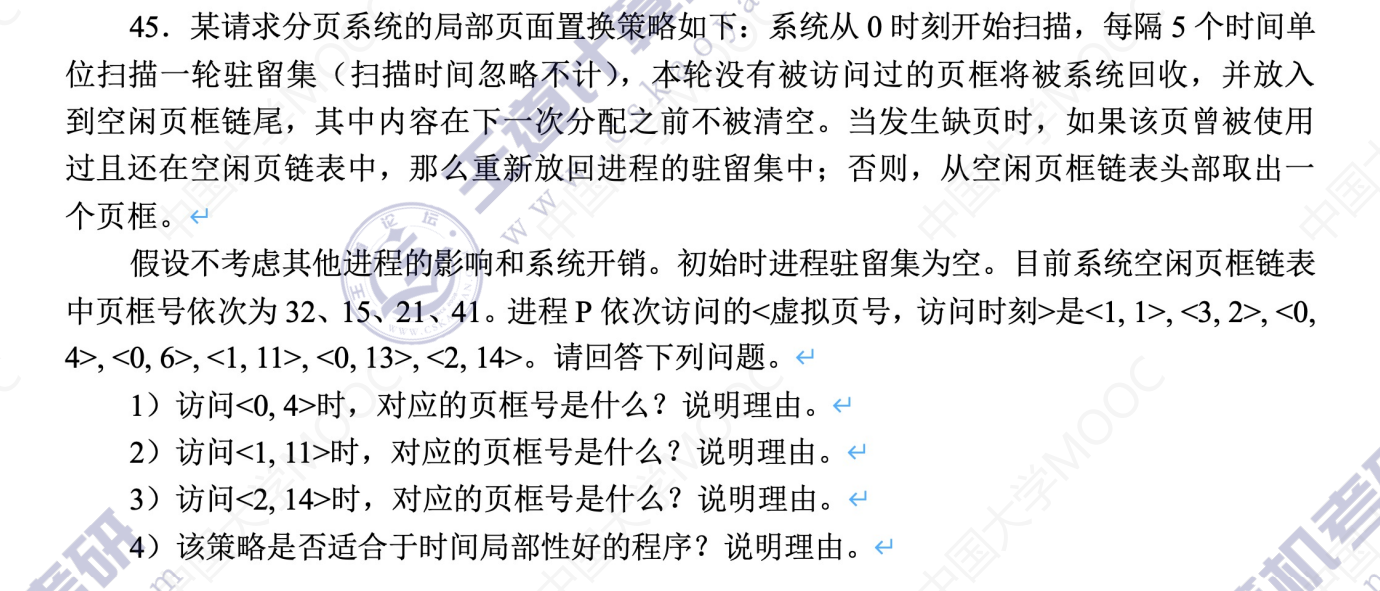 45．某请求分页系统的局部页面置换策略如下：系统从 0 时刻开始扫描，每隔 5 个时间单
位扫描一轮驻留集（扫描时间忽略不计），本轮没有被访问过的页框将被系统回收，并放入
到空闲页框链尾，其中内容在下一次分配之前不被清空。当发生缺页时，如果该页曾被使用
过且还在空闲页链表中，那么重新放回进程的驻留集中；否则，从空闲页框链表头部取出一
个页框。
假设不考虑其他进程的影响和系统开销。初始时进程驻留集为空。目前系统空闲页框链表
中页框号依次为 32、15、21、41。进程 P 依次访问的<虚拟页号，访问时刻>是<1, 1>, <3, 2>, <0,
4>, <0, 6>, <1, 11>, <0, 13>, <2, 14>。请回答下列问题。
1）访问<0, 4>时，对应的页框号是什么？说明理由。
2）访问<1, 11>时，对应的页框号是什么？说明理由。
3）访问<2, 14>时，对应的页框号是什么？说明理由。
4）该策略是否适合于时间局部性好的程序？说明理由。